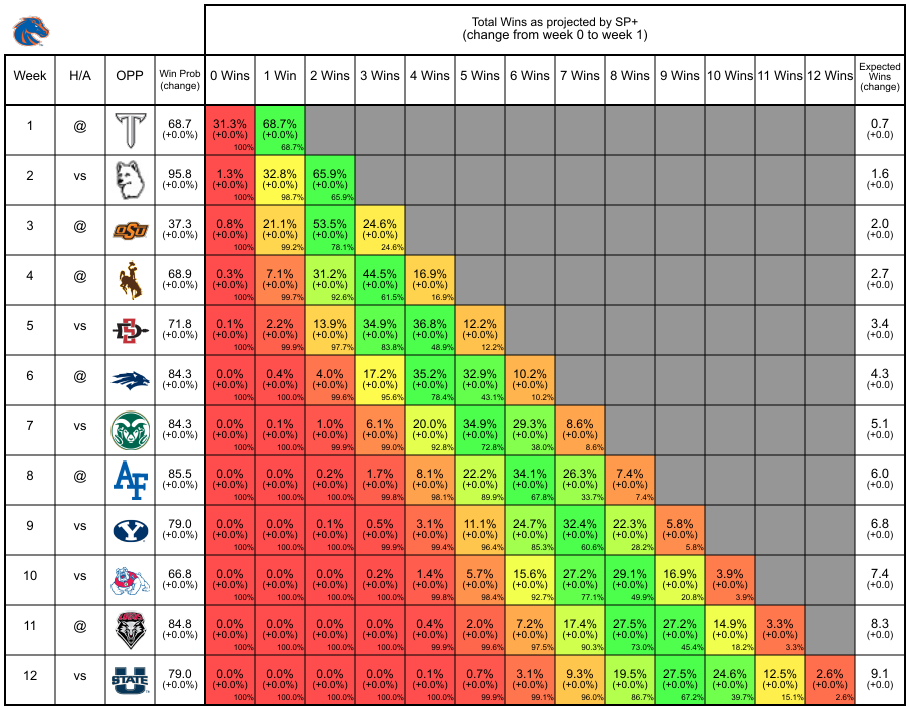 Total Wins as projected by SP+
(change from week 0 to week 1)
Week H/A OPP Win Prob (change) 0 Wins 1 Win 2 Wins 3 Wins 4 Wins 5 Wins 6 Wins 7 Wins 8 Wins 9 Wins 10 Wins 11 Wins 12 Wins Expected Wins (change)
1 @ T 68.7 31.3% 68.7% 0.7
(+0.0%) (+0.0%) (+0.0%) (+0.0)
100% 68.7%
2 vs 95.8 1.3% 32.8% 65.9% 1.6
(+0.0%) (+0.0%) (+0.0%) (+0.0%) (+0.0)
100% 98.7% 65.9%
3 @ OSU 37.3 0.8% 21.1% 53.5% 24.6% 2.0
(+0.0%) (+0.0%) (+0.0%) (+0.0%) (+0.0%) (+0.0)
100% 99.2% 78.1% 24.6%
4 @ 68.9 0.3% 7.1% 31.2% 44.5% 16.9% 2.7
(+0.0%) (+0.0%) (+0.0%) (+0.0%) (+0.0%) (+0.0%) (+0.0)
100% 99.7% 92.6% 61.5% 16.9%
5 vs SD 71.8 0.1% 2.2% 13.9% 34.9% 36.8% 12.2% 3.4
(+0.0%) (+0.0%) (+0.0%) (+0.0%) (+0.0%) (+0.0%) (+0.0%) (+0.0)
100% 99.9% 97.7% 83.8% 48.9% 12.2%
6 @ 84.3 0.0% 0.4% 4.0% 17.2% 35.2% 32.9% 10.2% 4.3
(+0.0%) (+0.0%) (+0.0%) (+0.0%) (+0.0%) (+0.0%) (+0.0%) (+0.0%) (+0.0)
100% 100.0% 99.6% 95.6% 78.4% 43.1% 10.2%
7 vs 84.3 0.0% 0.1% 1.0% 6.1% 20.0% 34.9% 29.3% 8.6% 5.1
(+0.0%) (+0.0%) (+0.0%) (+0.0%) (+0.0%) (+0.0%) (+0.0%) (+0.0%) (+0.0%) (+0.0)
100% 100.0% 99.9% 99.0% 92.8% 72.8% 38.0% 8.6%
8 @ AF 85.5 0.0% 0.0% 0.2% 1.7% 8.1% 22.2% 34.1% 26.3% 7.4% 6.0
(+0.0%) (+0.0%) (+0.0%) (+0.0%) (+0.0%) (+0.0%) (+0.0%) (+0.0%) (+0.0%) (+0.0%) (+0.0)
100% 100.0% 100.0% 99.8% 98.1% 89.9% 67.8% 33.7% 7.4%
9 vs Y 79.0 0.0% 0.0% 0.1% 0.5% 3.1% 11.1% 24.7% 32.4% 22.3% 5.8% 6.8
(+0.0%) (+0.0%) (+0.0%) (+0.0%) (+0.0%) (+0.0%) (+0.0%) (+0.0%) (+0.0%) (+0.0%) (+0.0%) (+0.0)
100% 100.0% 100.0% 99.9% 99.4% 96.4% 85.3% 60.6% 28.2% 5.8%
10 vs 66.8 0.0% 0.0% 0.0% 0.2% 1.4% 5.7% 15.6% 27.2% 29.1% 16.9% 3.9% 7.4
(+0.0%) (+0.0%) (+0.0%) (+0.0%) (+0.0%) (+0.0%) (+0.0%) (+0.0%) (+0.0%) (+0.0%) (+0.0%) (+0.0%) (+0.0)
100% 100.0% 100.0% 100.0% 99.8% 98.4% 92.7% 77.1% 49.9% 20.8% 3.9%
11 @ 84.8 0.0% 0.0% 0.0% 0.0% 0.4% 2.0% 7.2% 17.4% 27.5% 27.2% 14.9% 3.3% 8.3
(+0.0%) (+0.0%) (+0.0%) (+0.0%) (+0.0%) (+0.0%) (+0.0%) (+0.0%) (+0.0%) (+0.0%) (+0.0%) (+0.0%) (+0.0%) (+0.0)
100% 100.0% 100.0% 100.0% 99.9% 99.6% 97.5% 90.3% 73.0% 45.4% 18.2% 3.3%
12 vs U STATE 79.0 0.0% 0.0% 0.0% 0.0% 0.1% 0.7% 3.1% 9.3% 19.5% 27.5% 24.6% 12.5% 2.6% 9.1
(+0.0%) (+0.0%) (+0.0%) (+0.0%) (+0.0%) (+0.0%) (+0.0%) (+0.0%) (+0.0%) (+0.0%) (+0.0%) (+0.0%) (+0.0%) (+0.0%) (+0.0)
100% 100.0% 100.0% 100.0% 100.0% 99.9% 99.1% 96.0% 86.7% 67.2% 39.7% 15.1% 2.6%